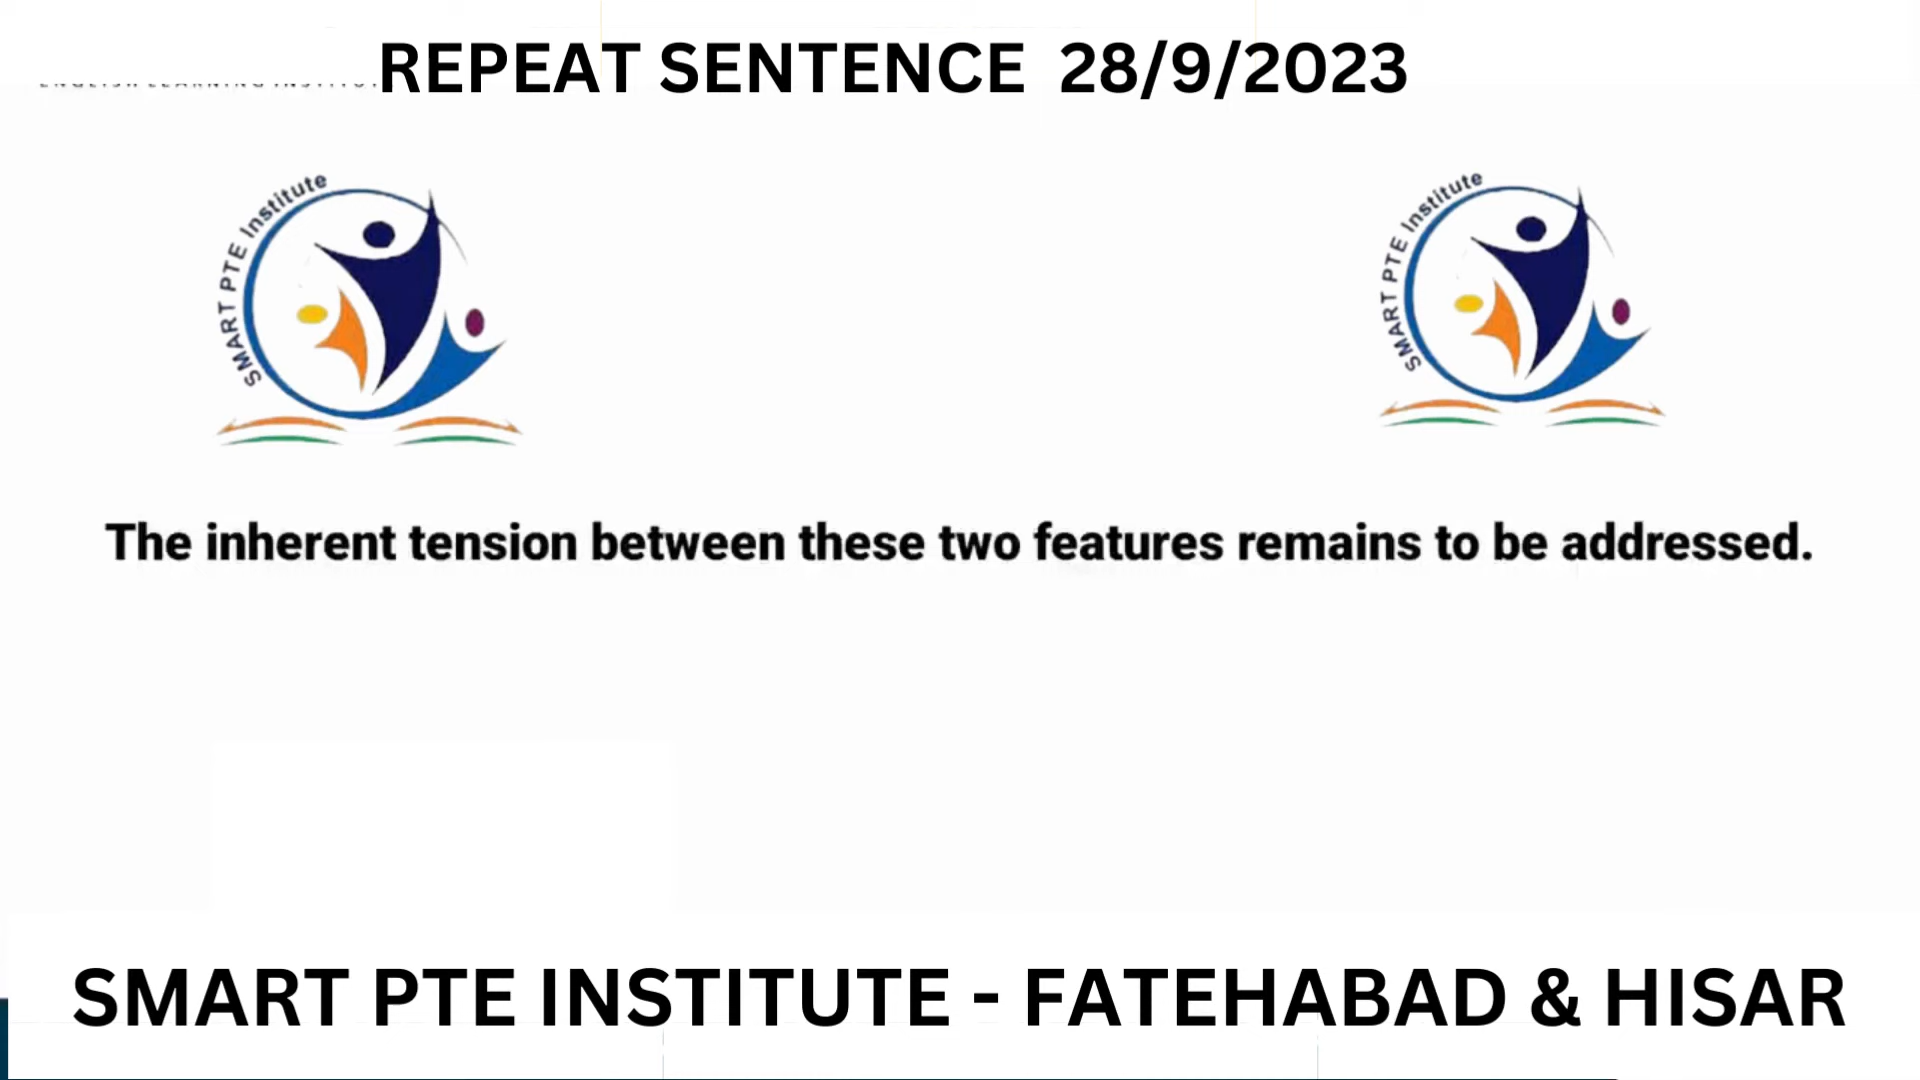 REPEAT SENTENCE 28/9/2023
SMART PTE Institute
SMART PTE Institute
The inherent tension between these two features remains to be addressed.
SMART PTE INSTITUTE - FATEHABAD & HISAR